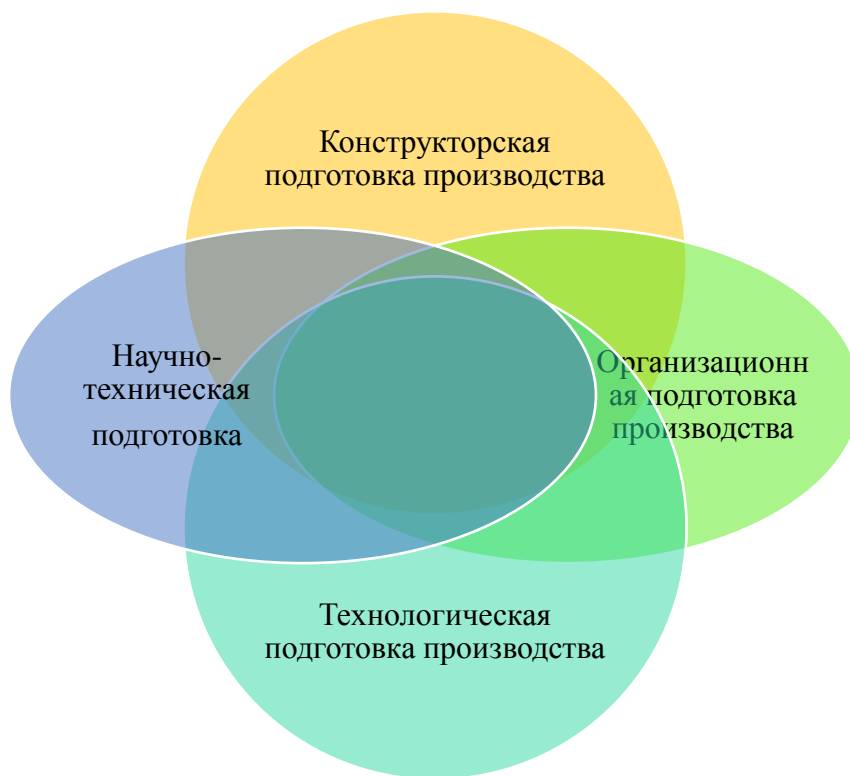 Конструкторская
подготовка производства
Научно-
техническая
подготовка
Организационн
ая подготовка
производства
Технологическая
подготовка производства